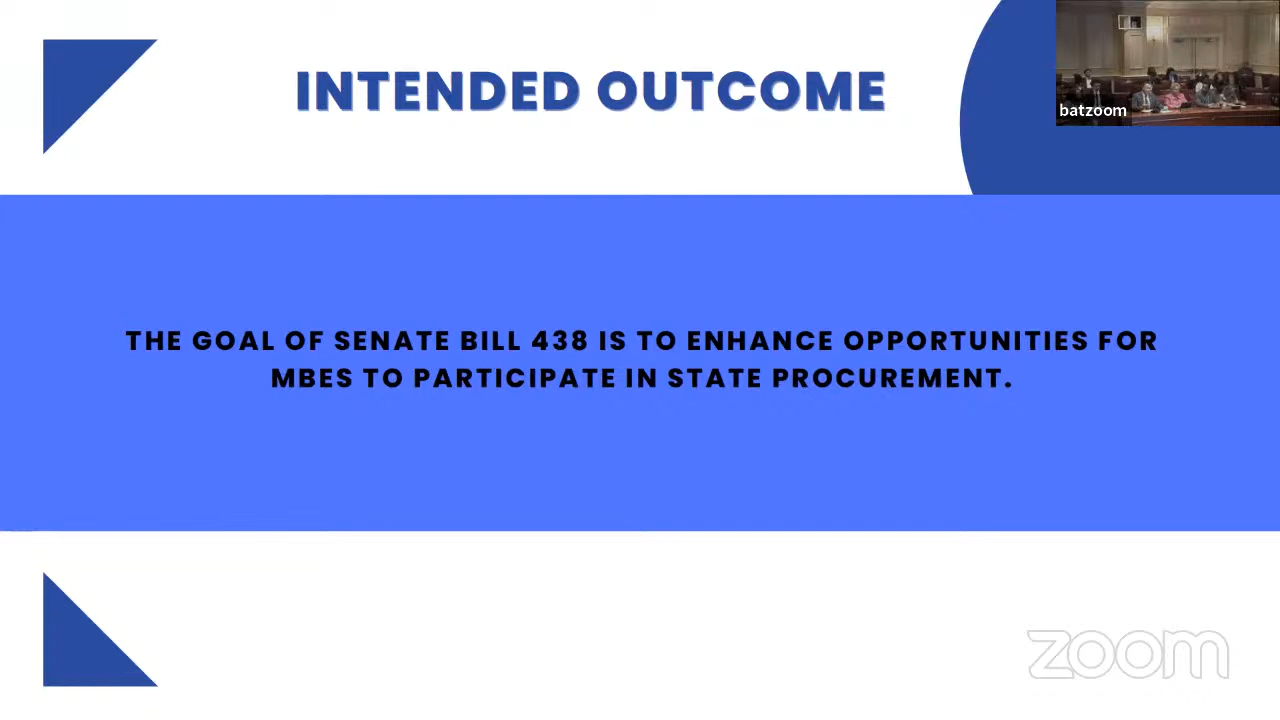 INTENDED OUTCOME
batzoom
THE GOAL OF SENATE BILL 438 IS TO ENHANCE OPPORTUNITIES FOR
MBES TO PARTICIPATE IN STATE PROCUREMENT.
zoom